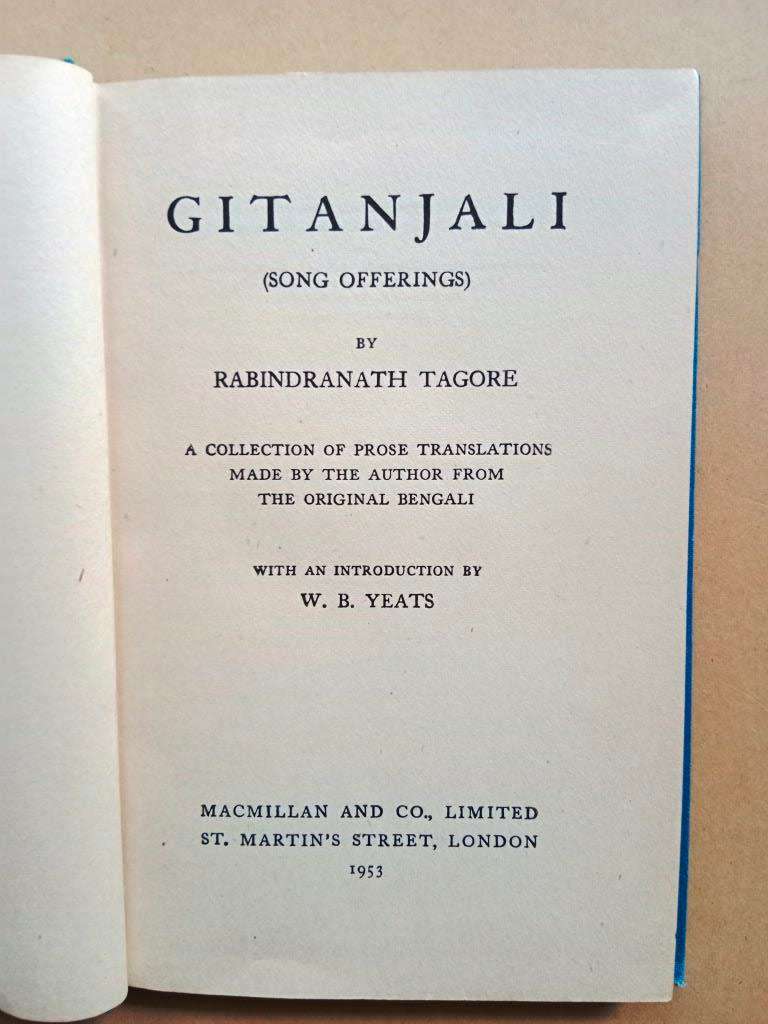 GITANJALI
(SONG OFFERINGS)
BY
RABINDRANATH TAGORE
A COLLECTION OF PROSE TRANSLATIONS
MADE BY THE AUTHOR FROM
THE ORIGINAL BENGALI
WITH AN INTRODUCTION BY
W. B. YEATS
MACMILLAN AND CO., LIMITED
ST. MARTIN'S STREET, LONDON
1953